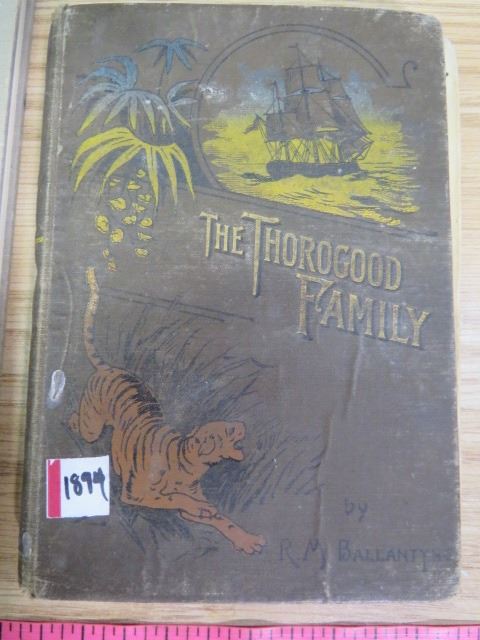 THE THOROGOOD
FAMILY
1894
by
R. M. BALLANTYNE